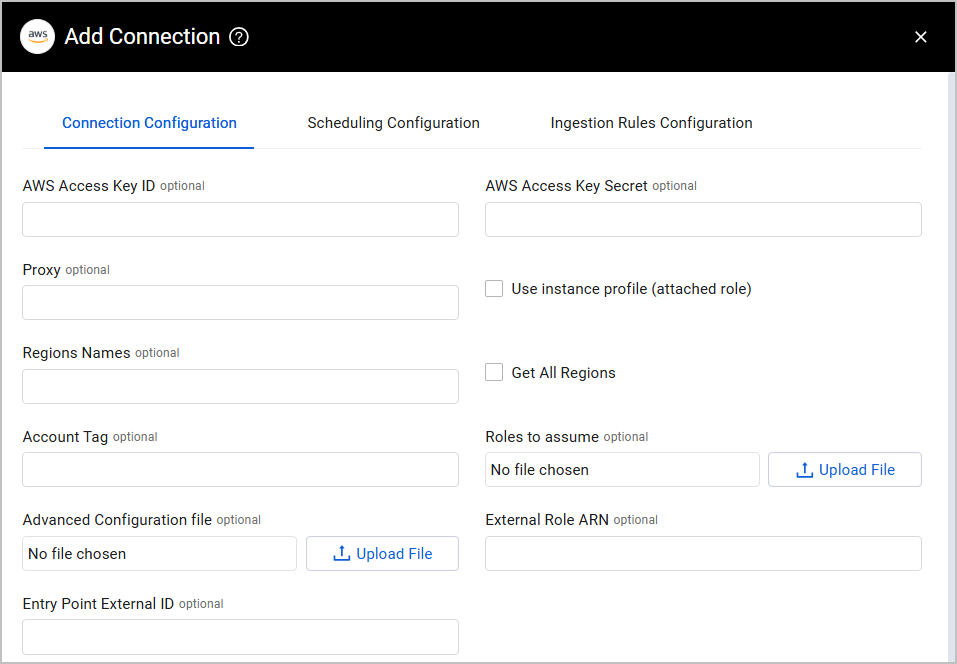 aws Add Connection ?
Connection Configuration Scheduling Configuration Ingestion Rules Configuration
AWS Access Key ID optional AWS Access Key Secret optional
Proxy optional
Use instance profile (attached role)
Regions Names optional
Get All Regions
Account Tag optional Roles to assume optional
No file chosen Upload File
Advanced Configuration file optional External Role ARN optional
No file chosen Upload File
Entry Point External ID optional